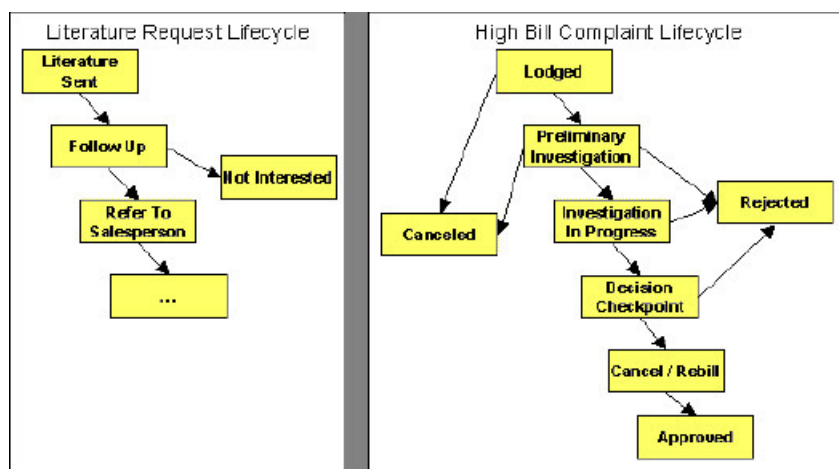 Literature Request Lifecycle
Literature
Sent
Follow Up
Not Interested
Refer To
Salesperson
...
High Bill Complaint Lifecycle
Lodged
Preliminary
Investigation
Rejected
Investigation
In Progress
Canceled
Decision
Checkpoint
Cancel / Rebill
Approved